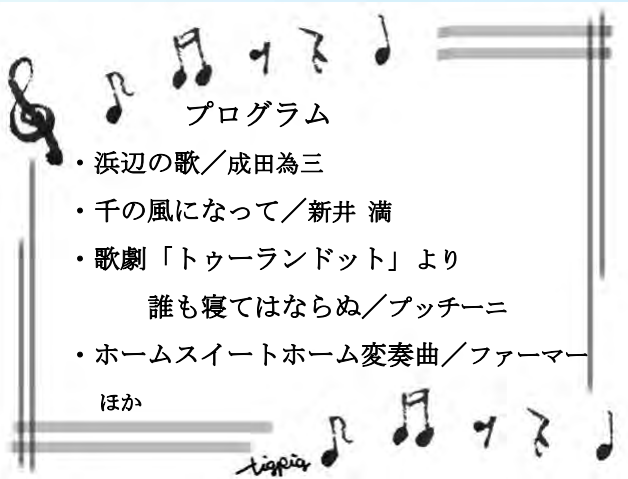 プログラム
・浜辺の歌／成田為三
・千の風になって／新井 満
・歌劇「トゥーランドット」より
誰も寝てはならぬ／プッチーニ
・ホームスイートホーム変奏曲／ファーマー
ほか
tigpig